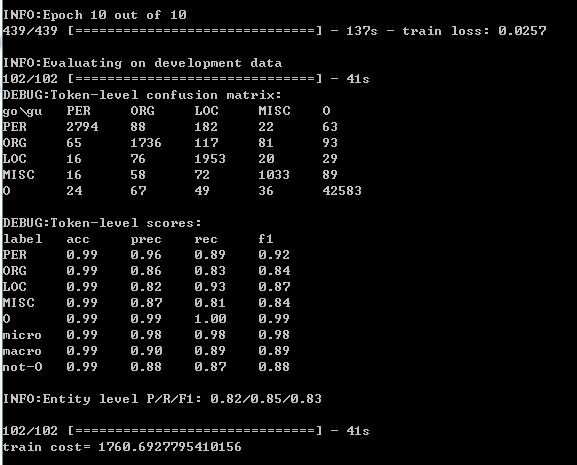 INFO:Epoch 10 out of 10
439/439 [==============================] - 137s - train loss: 0.0257
INFO:Evaluating on development data
102/102 [==============================] - 41s
DEBUG:Token-level confusion matrix:
go\gu PER ORG LOC MISC O
PER 2794 88 182 22 63
ORG 65 1736 117 81 93
LOC 16 76 1953 20 29
MISC 16 58 72 1033 89
O 24 67 49 36 42583
DEBUG:Token-level scores:
label acc prec rec f1
PER 0.99 0.96 0.89 0.92
ORG 0.99 0.86 0.83 0.84
LOC 0.99 0.82 0.93 0.87
MISC 0.99 0.87 0.81 0.84
O 0.99 0.99 1.00 0.99
micro 0.99 0.98 0.98 0.98
macro 0.99 0.90 0.89 0.89
not-O 0.99 0.88 0.87 0.88
INFO:Entity level P/R/F1: 0.82/0.85/0.83
102/102 [==============================] - 41s
train cost= 1760.6927795410156